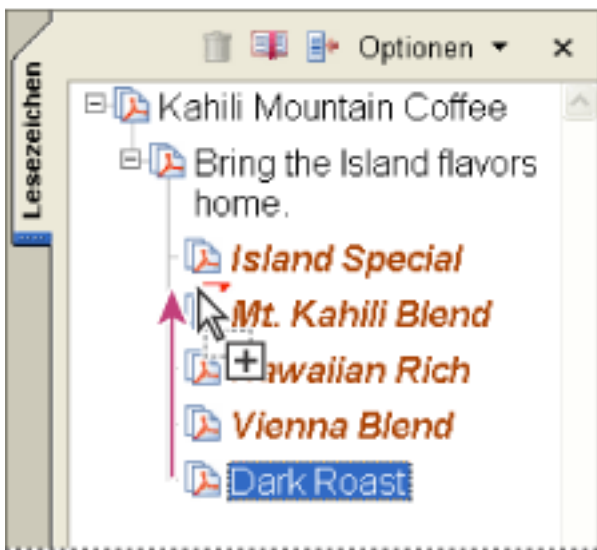 Optionen
Lesezeichen
Kahili Mountain Coffee
Bring the Island flavors
home.
Island Special
Mt. Kahili Blend
awaiian Rich
Vienna Blend
Dark Roast